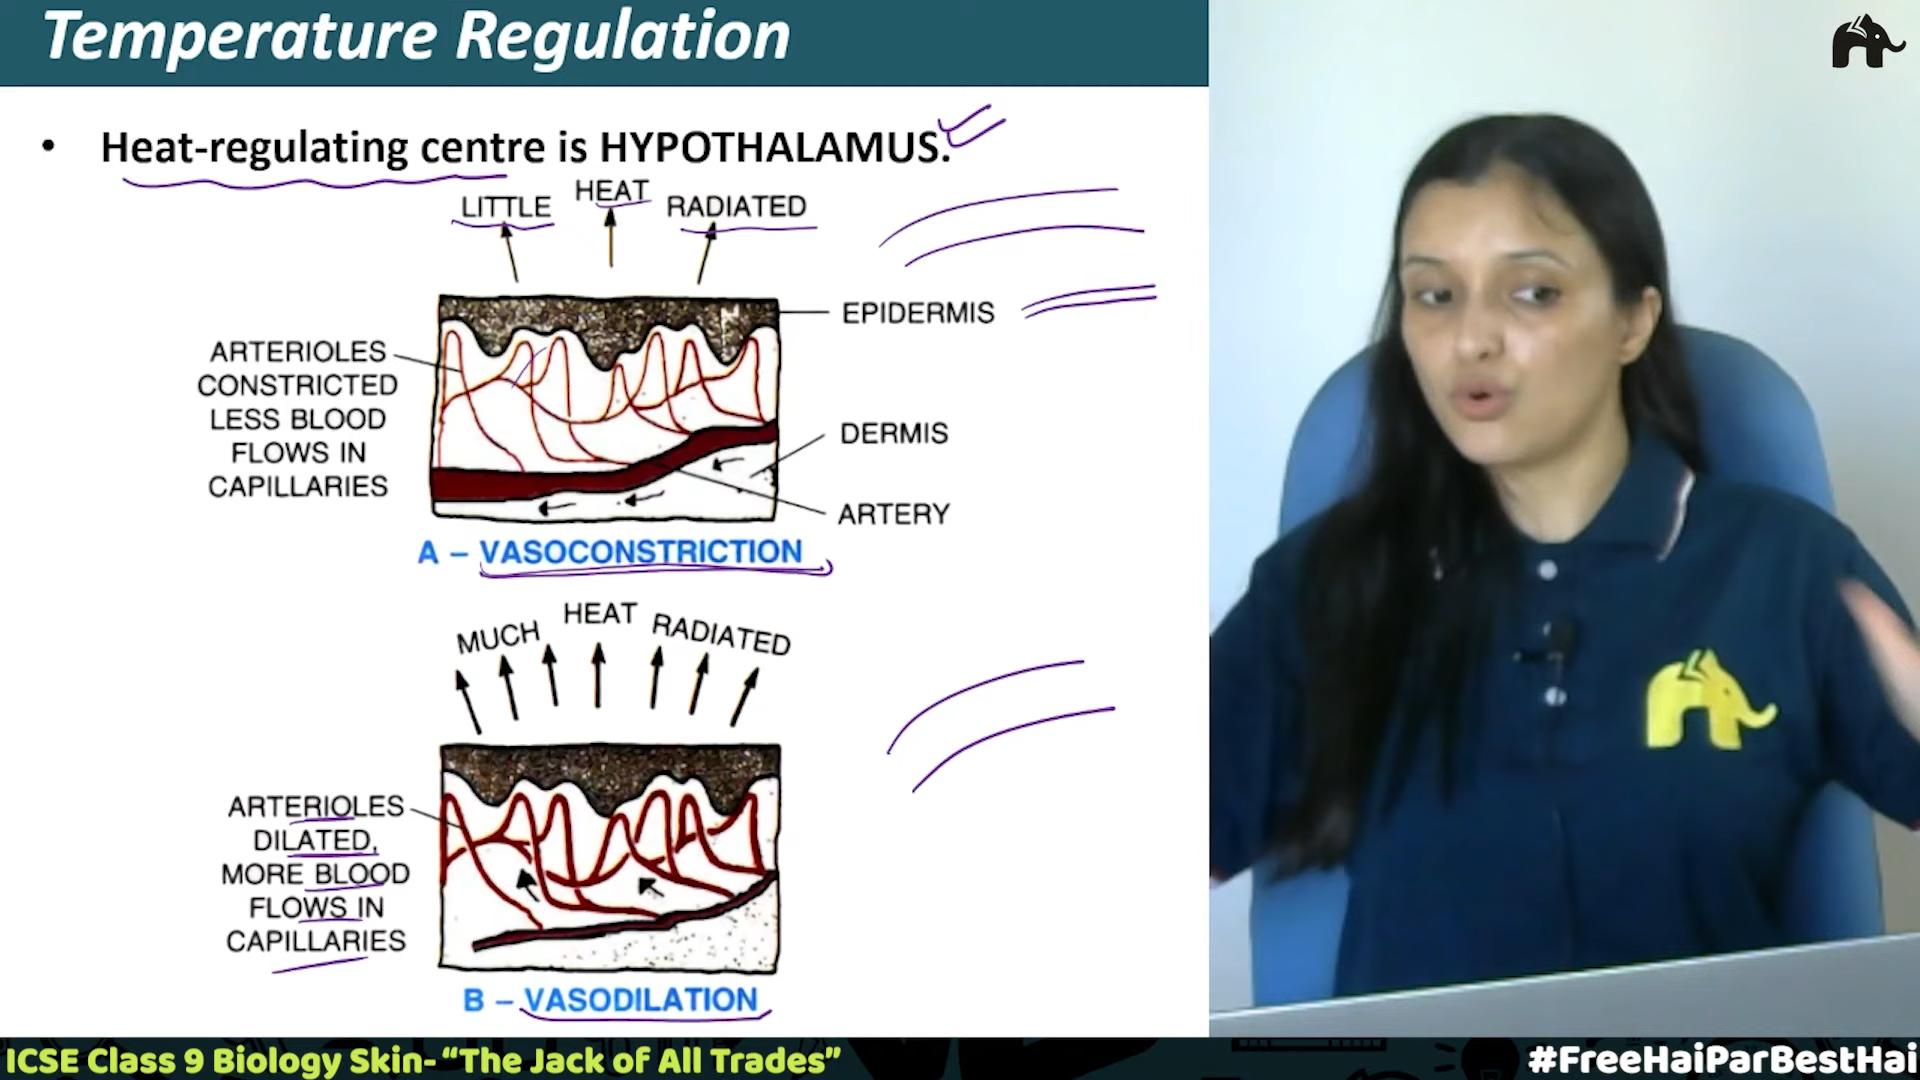 Temperature Regulation
• Heat-regulating centre is HYPOTHALAMUS.
LITTLE HEAT RADIATED
EPIDERMIS
ARTERIOLES
CONSTRICTED
LESS BLOOD
FLOWS IN
CAPILLARIES
DERMIS
ARTERY
A – VASOCONSTRICTION
MUCH HEAT RADIATED
ARTERIOLES
DILATED,
MORE BLOOD
FLOWS IN
CAPILLARIES
B – VASODILATION
ICSE Class 9 Biology Skin- “The Jack of All Trades”
#FreeHaiParBestHai